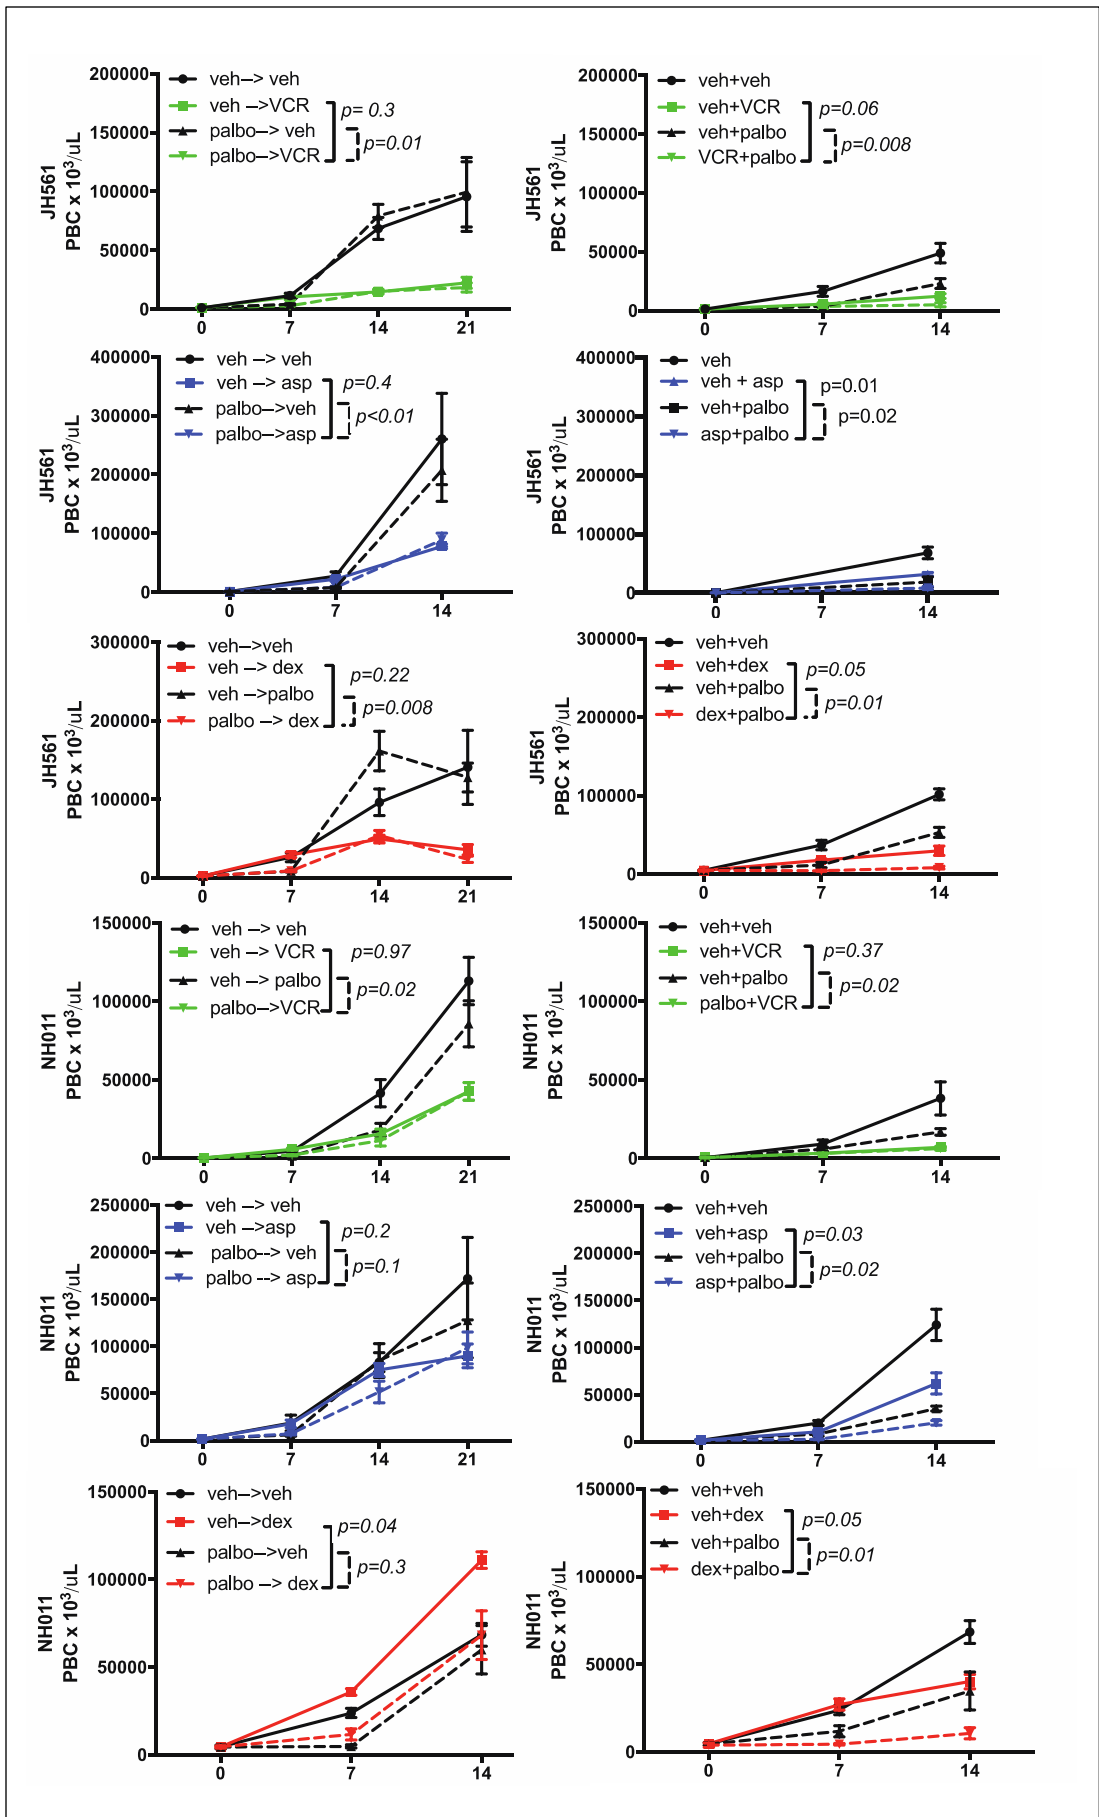 JH561
PBC x 10³/uL
200000
150000
100000
50000
0
0 7 14 21
veh–> veh
veh –>VCR
palbo–> veh
palbo–>VCR
p= 0.3
p=0.01
JH561
PBC x 10³/uL
200000
150000
100000
50000
0
0 7 14
veh+veh
veh+VCR
veh+palbo
VCR+palbo
p=0.06
p=0.008
JH561
PBC x 10³/uL
400000
300000
200000
100000
0
0 7 14
veh –> veh
veh –> asp
palbo–>veh
palbo–>asp
p=0.4
p<0.01
JH561
PBC x 10³/uL
400000
300000
200000
100000
0
0 7 14
veh
veh + asp
veh+palbo
asp+palbo
p=0.01
p=0.02
JH561
PBC x 10³/uL
300000
200000
100000
0
0 7 14 21
veh–>veh
veh –> dex
veh –>palbo
palbo –> dex
p=0.22
p=0.008
JH561
PBC x 10³/uL
300000
200000
100000
0
0 7 14
veh+veh
veh+dex
veh+palbo
dex+palbo
p=0.05
p=0.01
NH011
PBC x 10³/uL
150000
100000
50000
0
0 7 14 21
veh –> veh
veh –> VCR
veh –> palbo
palbo–>VCR
p=0.97
p=0.02
NH011
PBC x 10³/uL
150000
100000
50000
0
0 7 14
veh+veh
veh+VCR
veh+palbo
palbo+VCR
p=0.37
p=0.02
NH011
PBC x 10³/uL
250000
200000
150000
100000
50000
0
0 7 14 21
veh –> veh
veh –>asp
palbo--> veh
palbo --> asp
p=0.2
p=0.1
NH011
PBC x 10³/uL
250000
200000
150000
100000
50000
0
0 7 14
veh+veh
veh+asp
veh+palbo
asp+palbo
p=0.03
p=0.02
NH011
PBC x 10³/uL
150000
100000
50000
0
0 7 14
veh–>veh
veh–>dex
palbo–>veh
palbo –> dex
p=0.04
p=0.3
NH011
PBC x 10³/uL
150000
100000
50000
0
0 7 14
veh+veh
veh+dex
veh+palbo
dex+palbo
p=0.05
p=0.01